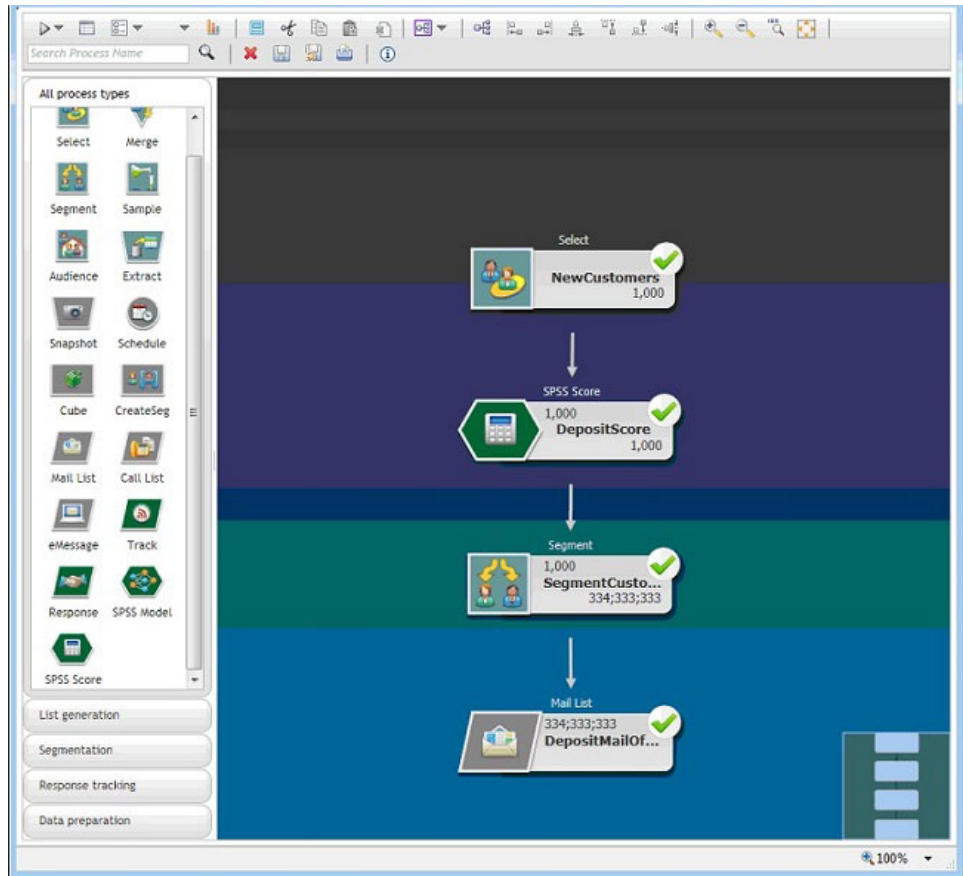 Search Process Name
All process types
Select Merge
Segment Sample
Audience Extract
Snapshot Schedule
Cube CreateSeg
Mail List Call List
eMessage Track
Response SPSS Model
SPSS Score
List generation
Segmentation
Response tracking
Data preparation
Select
NewCustomers
1,000
SPSS Score
1,000
DepositScore
1,000
Segment
1,000
SegmentCusto...
334;333;333
Mail List
334;333;333
DepositMailOf...
100%